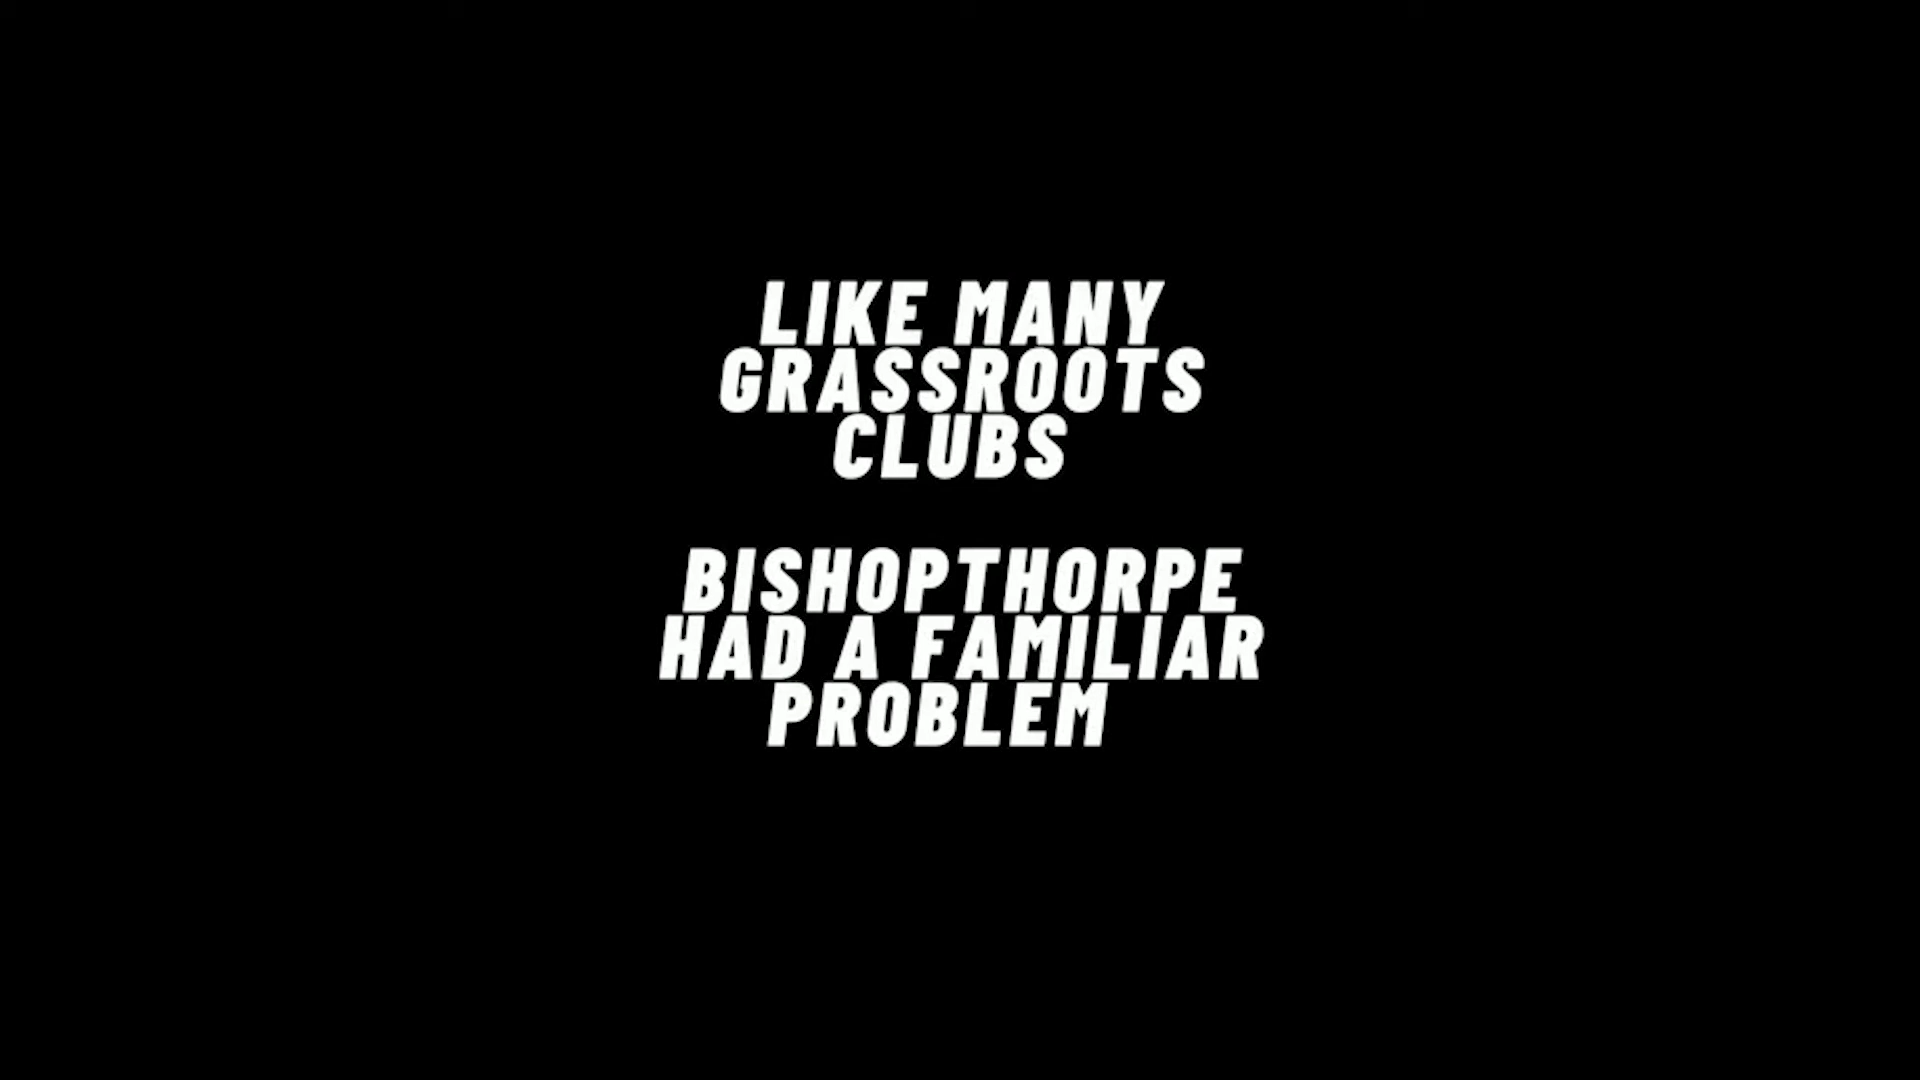 LIKE MANY
GRASSROOTS
CLUBS
BISHOPTHORPE
HAD A FAMILIAR
PROBLEM